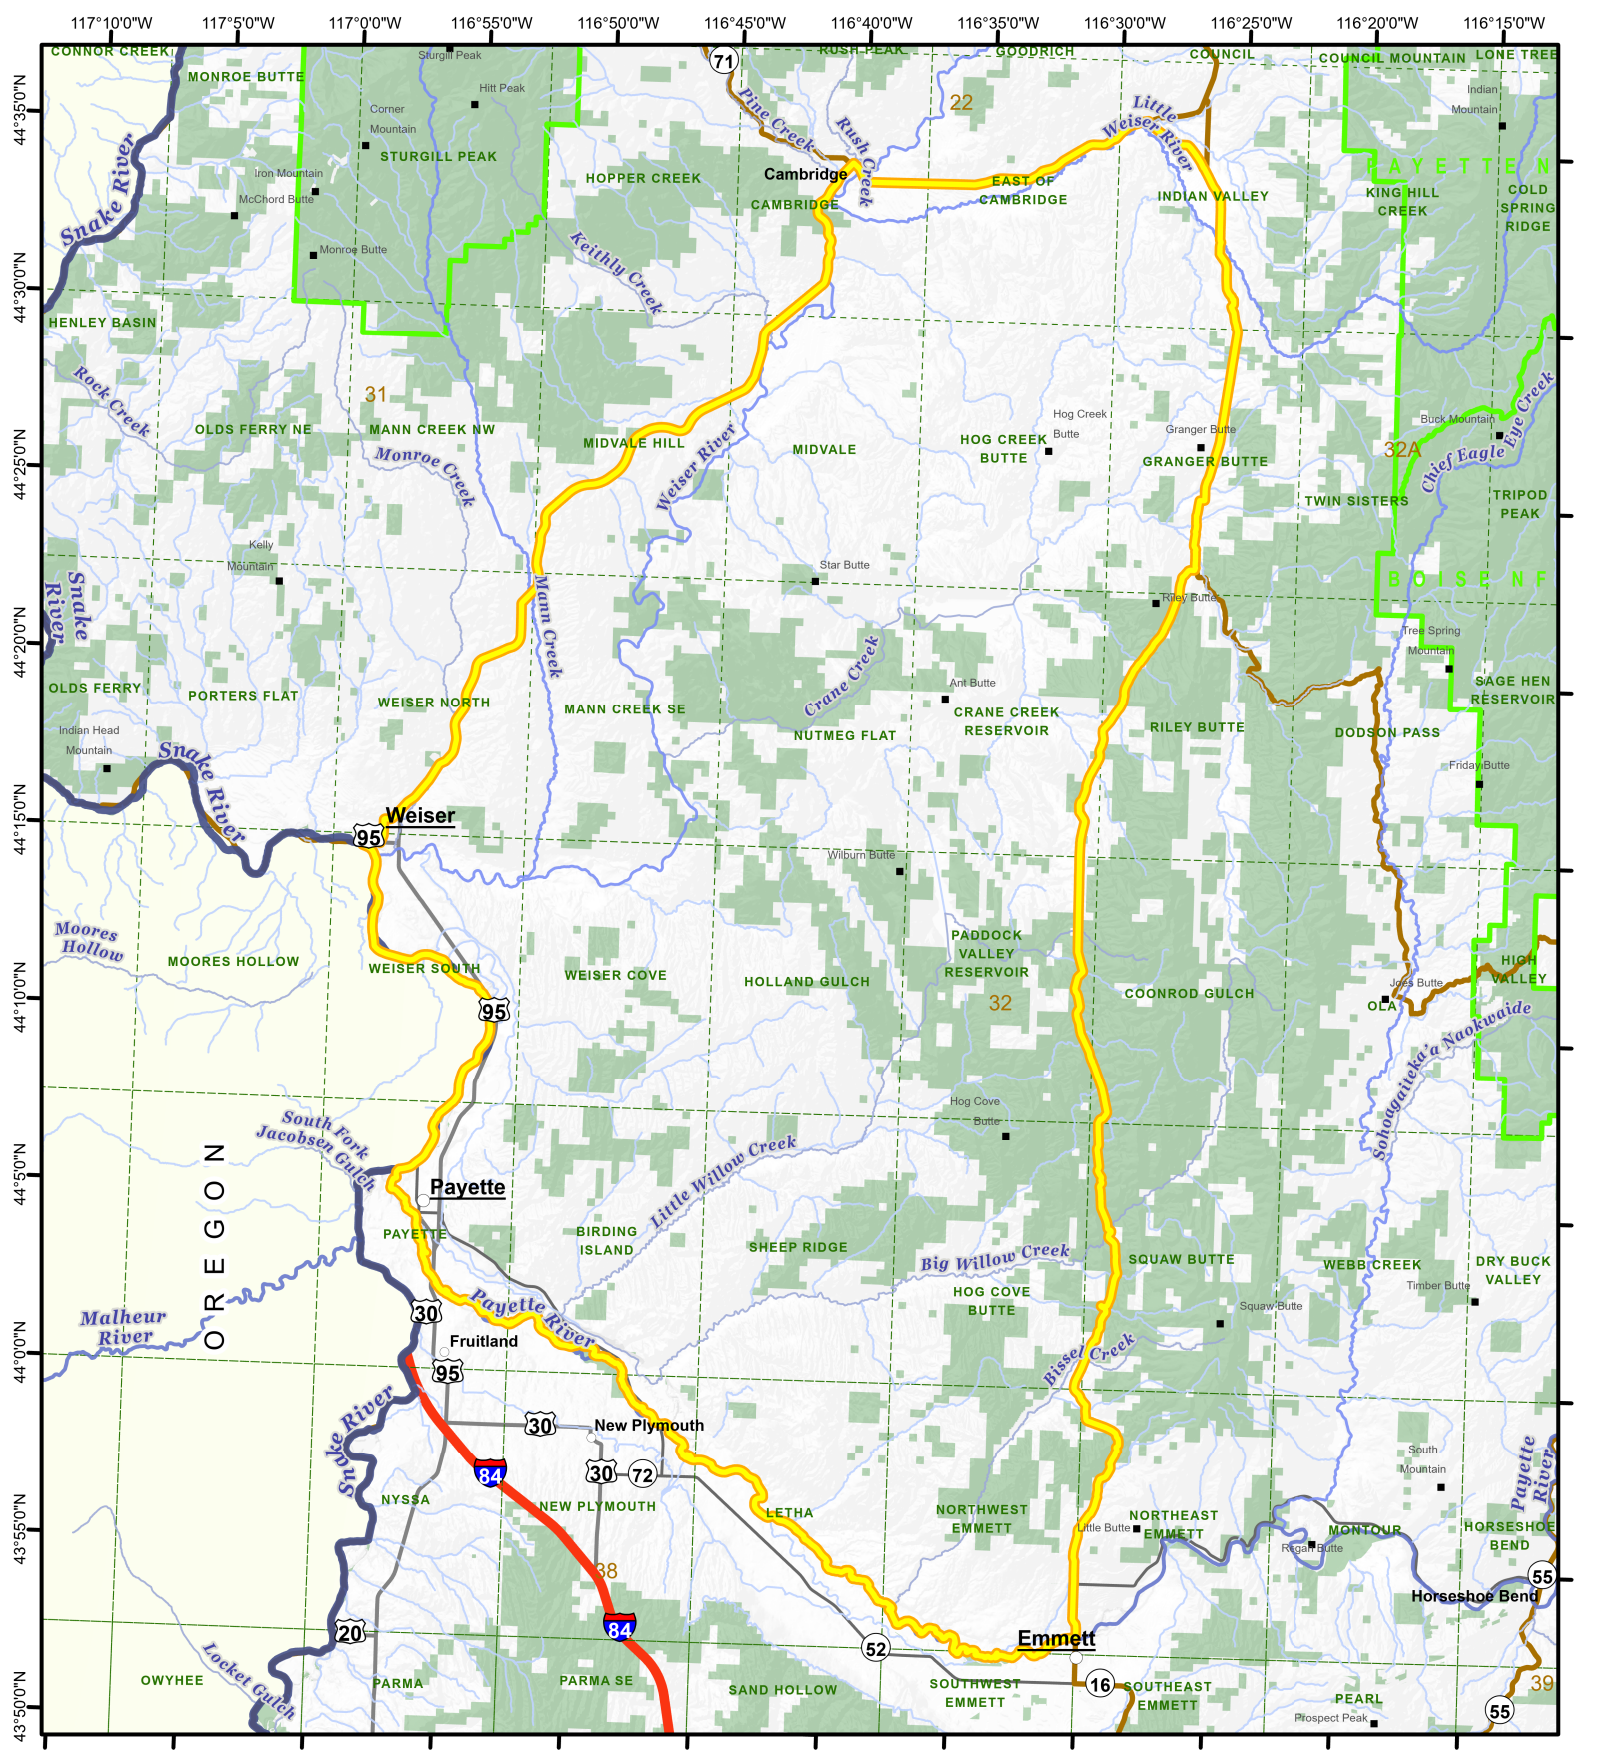 117°10'0"W
117°5'0"W
117°0'0"W
116°55'0"W
116°50'0"W
116°45'0"W
116°40'0"W
116°35'0"W
116°30'0"W
116°25'0"W
116°20'0"W
116°15'0"W
44°35'0"N
44°30'0"N
44°25'0"N
44°20'0"N
44°15'0"N
44°10'0"N
44°5'0"N
44°0'0"N
43°55'0"N
43°50'0"N
CONNOR CREEK
MONROE BUTTE
Sturgill Peak
Hitt Peak
Corner
Mountain
STURGILL PEAK
Iron Mountain
McChord Butte
Monroe Butte
Snake River
HENLEY BASIN
71
RUSH PEAK
GOODRICH
COUNCIL
COUNCIL MOUNTAIN
LONE TREE
Indian
Mountain
22
Pine Creek
Rush Creek
Little
Weiser River
Cambridge
HOPPER CREEK
CAMBRIDGE
EAST OF
CAMBRIDGE
INDIAN VALLEY
PAYETTE N
KING HILL
CREEK
COLD
SPRING
RIDGE
Keithly Creek
Rock Creek
31
OLDS FERRY NE
MANN CREEK NW
Monroe Creek
MIDVALE HILL
Weiser River
MIDVALE
Hog Creek
Butte
HOG CREEK
BUTTE
Granger Butte
GRANGER BUTTE
Buck Mountain
32A
Chief Eagle Eye Creek
TWIN SISTERS
TRIPOD
PEAK
Kelly
Mountain
Snake
River
Mann Creek
Star Butte
Riley Butte
BOISE NF
Tree Spring
Mountain
OLDS FERRY
PORTERS FLAT
WEISER NORTH
MANN CREEK SE
Crane Creek
Ant Butte
CRANE CREEK
RESERVOIR
NUTMEG FLAT
RILEY BUTTE
DODSON PASS
SAGE HEN
RESERVOIR
Indian Head
Mountain
Snake River
Friday Butte
Weiser
95
Wilburn Butte
Moores
Hollow
MOORES HOLLOW
WEISER SOUTH
WEISER COVE
HOLLAND GULCH
PADDOCK
VALLEY
RESERVOIR
32
COONROD GULCH
HIGH
VALLEY
Joes Butte
OLA
95
Sohoagaiteka'a Naokwaide
Hog Cove
Butte
South Fork
Jacobsen Gulch
OREGON
Payette
PAYETTE
Little Willow Creek
BIRDING
ISLAND
SHEEP RIDGE
Big Willow Creek
HOG COVE
BUTTE
SQUAW BUTTE
WEBB CREEK
DRY BUCK
VALLEY
Timber Butte
Squaw Butte
Malheur
River
30
Payette River
Fruitland
95
Bissel Creek
Snake River
30
New Plymouth
84
30
72
NYSSA
NEW PLYMOUTH
LETHA
NORTHWEST
EMMETT
Little Butte
NORTHEAST
EMMETT
South
Mountain
Payette
River
MONTOUR
Regan Butte
HORSESHOE
BEND
55
Horseshoe Bend
38
84
20
52
Emmett
16
Locket Gulch
OWYHEE
PARMA
PARMA SE
SAND HOLLOW
SOUTHWEST
EMMETT
SOUTHEAST
EMMETT
PEARL
Prospect Peak
39
55